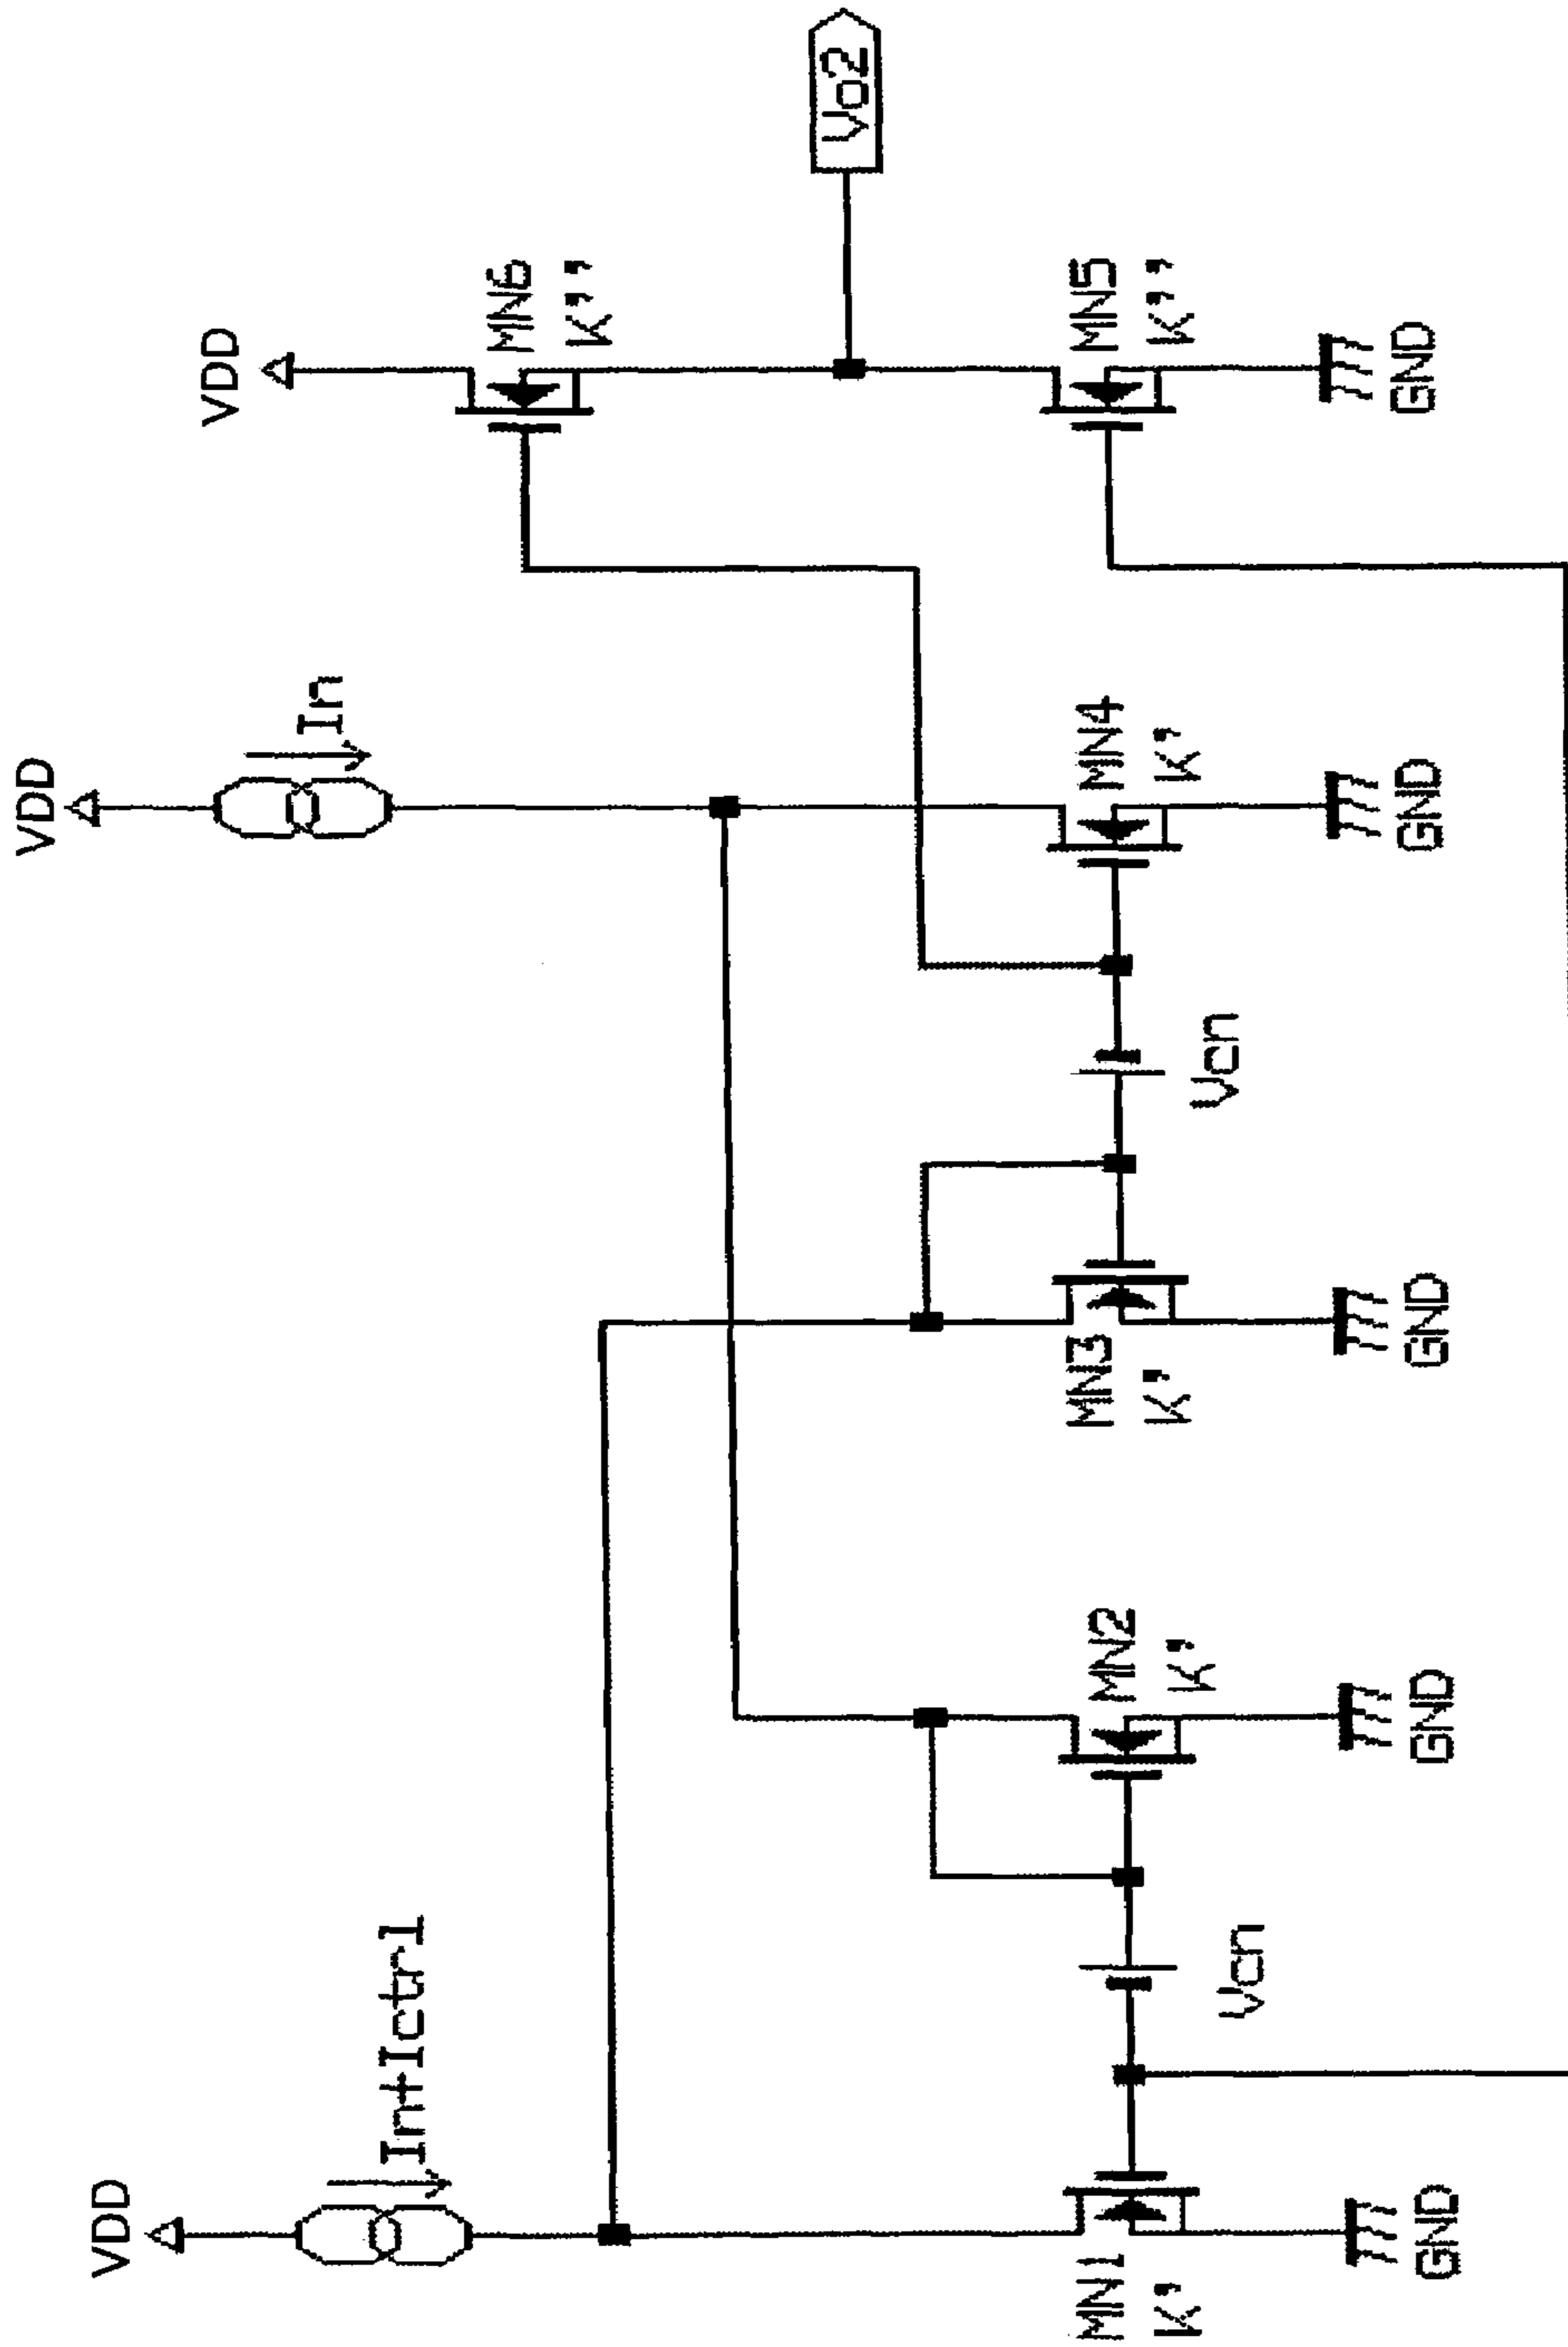 VDD
In+Ictrl
MN1
K'
GND
Vcn
MN2
K'
GND
MN3
K'
GND
Vcn
VDD
In
MN4
K'
GND
VDD
MN6
K''
Vo2
MN5
K''
GND